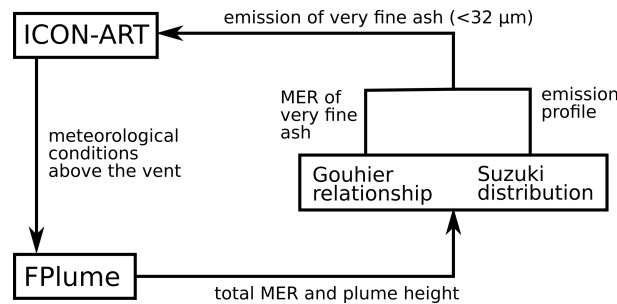 emission of very fine ash (<32 μm)
ICON-ART
MER of
very fine
ash
emission
profile
meteorological
conditions
above the vent
Gouhier
relationship
Suzuki
distribution
FPlume
total MER and plume height